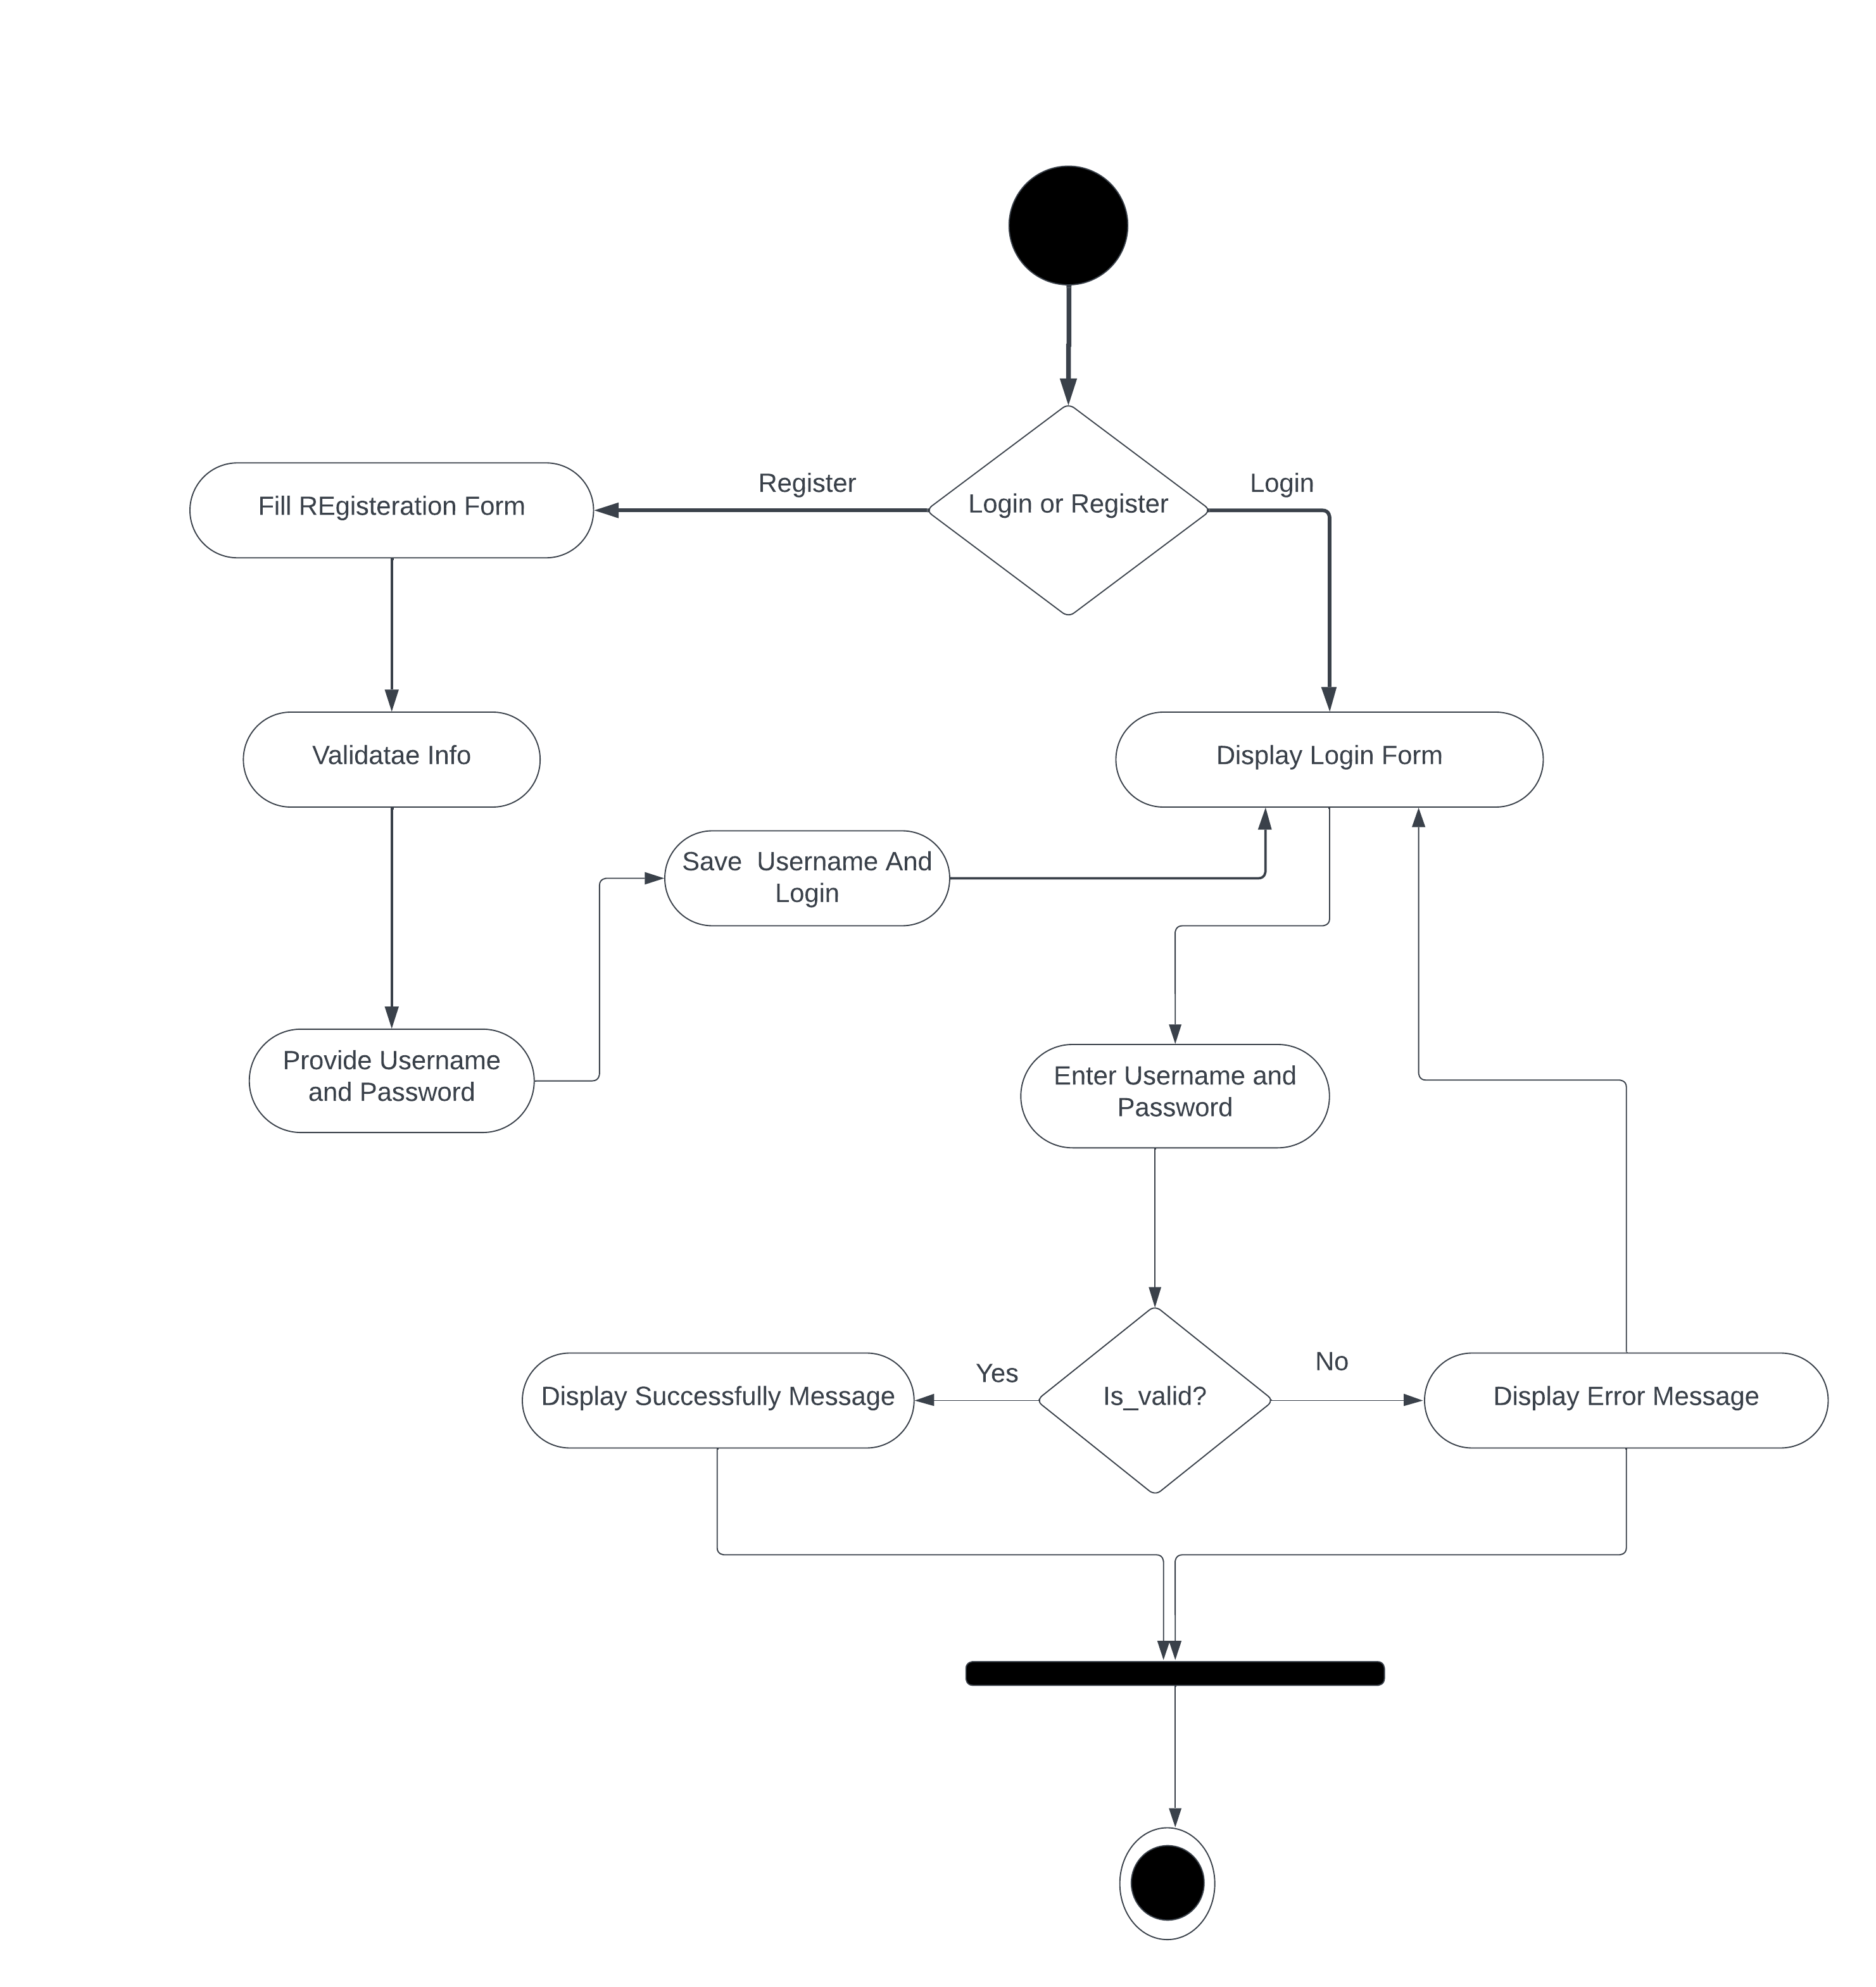 Register
Login
Fill REgisteration Form
Login or Register
Validatae Info
Display Login Form
Save  Username And
Login
Provide Username
and Password
Enter Username and
Password
Yes
No
Display Successfully Message
Is_valid?
Display Error Message